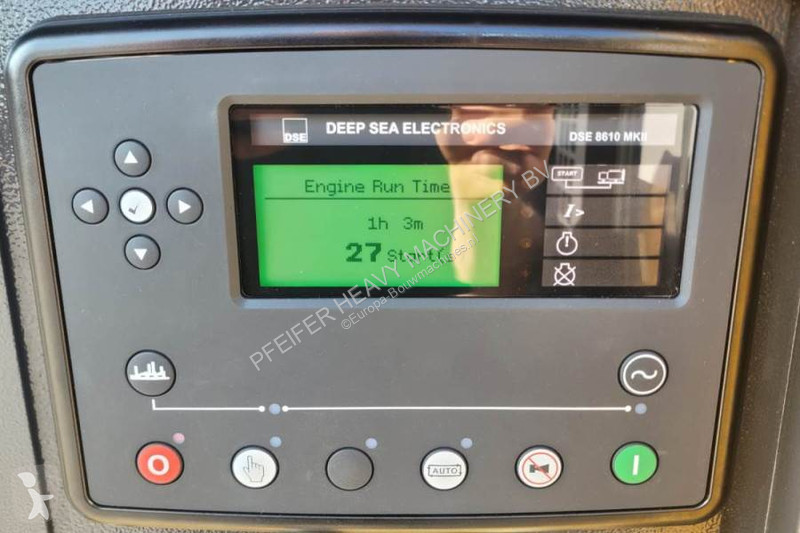 DSE DEEP SEA ELECTRONICS DSE 8610 MKII
START
Engine Run Time
I>
1h 3m
27 Start(
PFEIFER HEAVY MACHINERY BV
©Europa-Bouwmachines.nl
O
AUTO
I